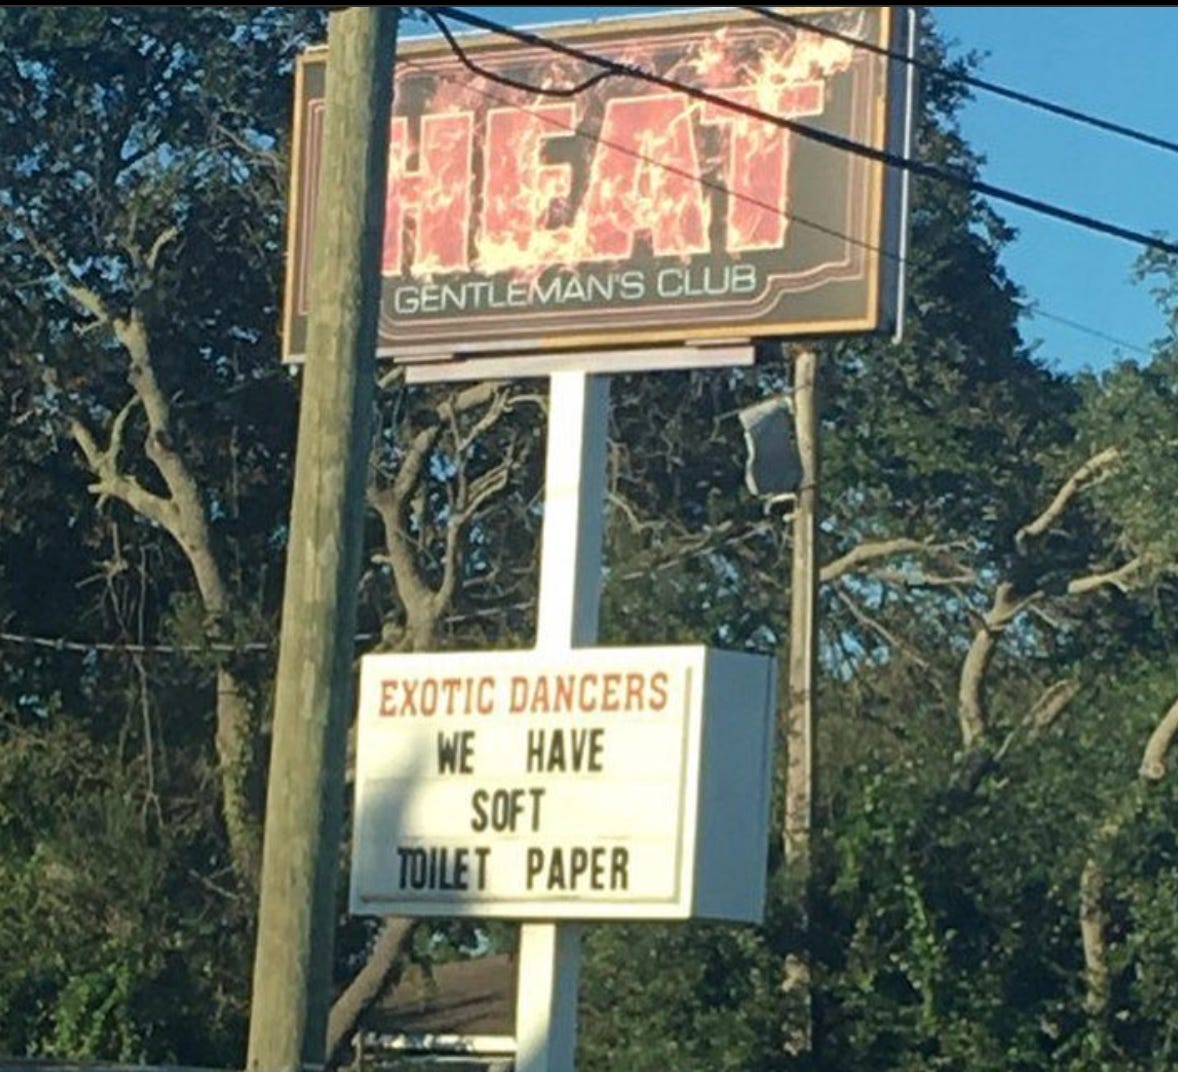 HEAT
GENTLEMAN'S CLUB
EXOTIC DANCERS
WE HAVE
SOFT
TOILET PAPER